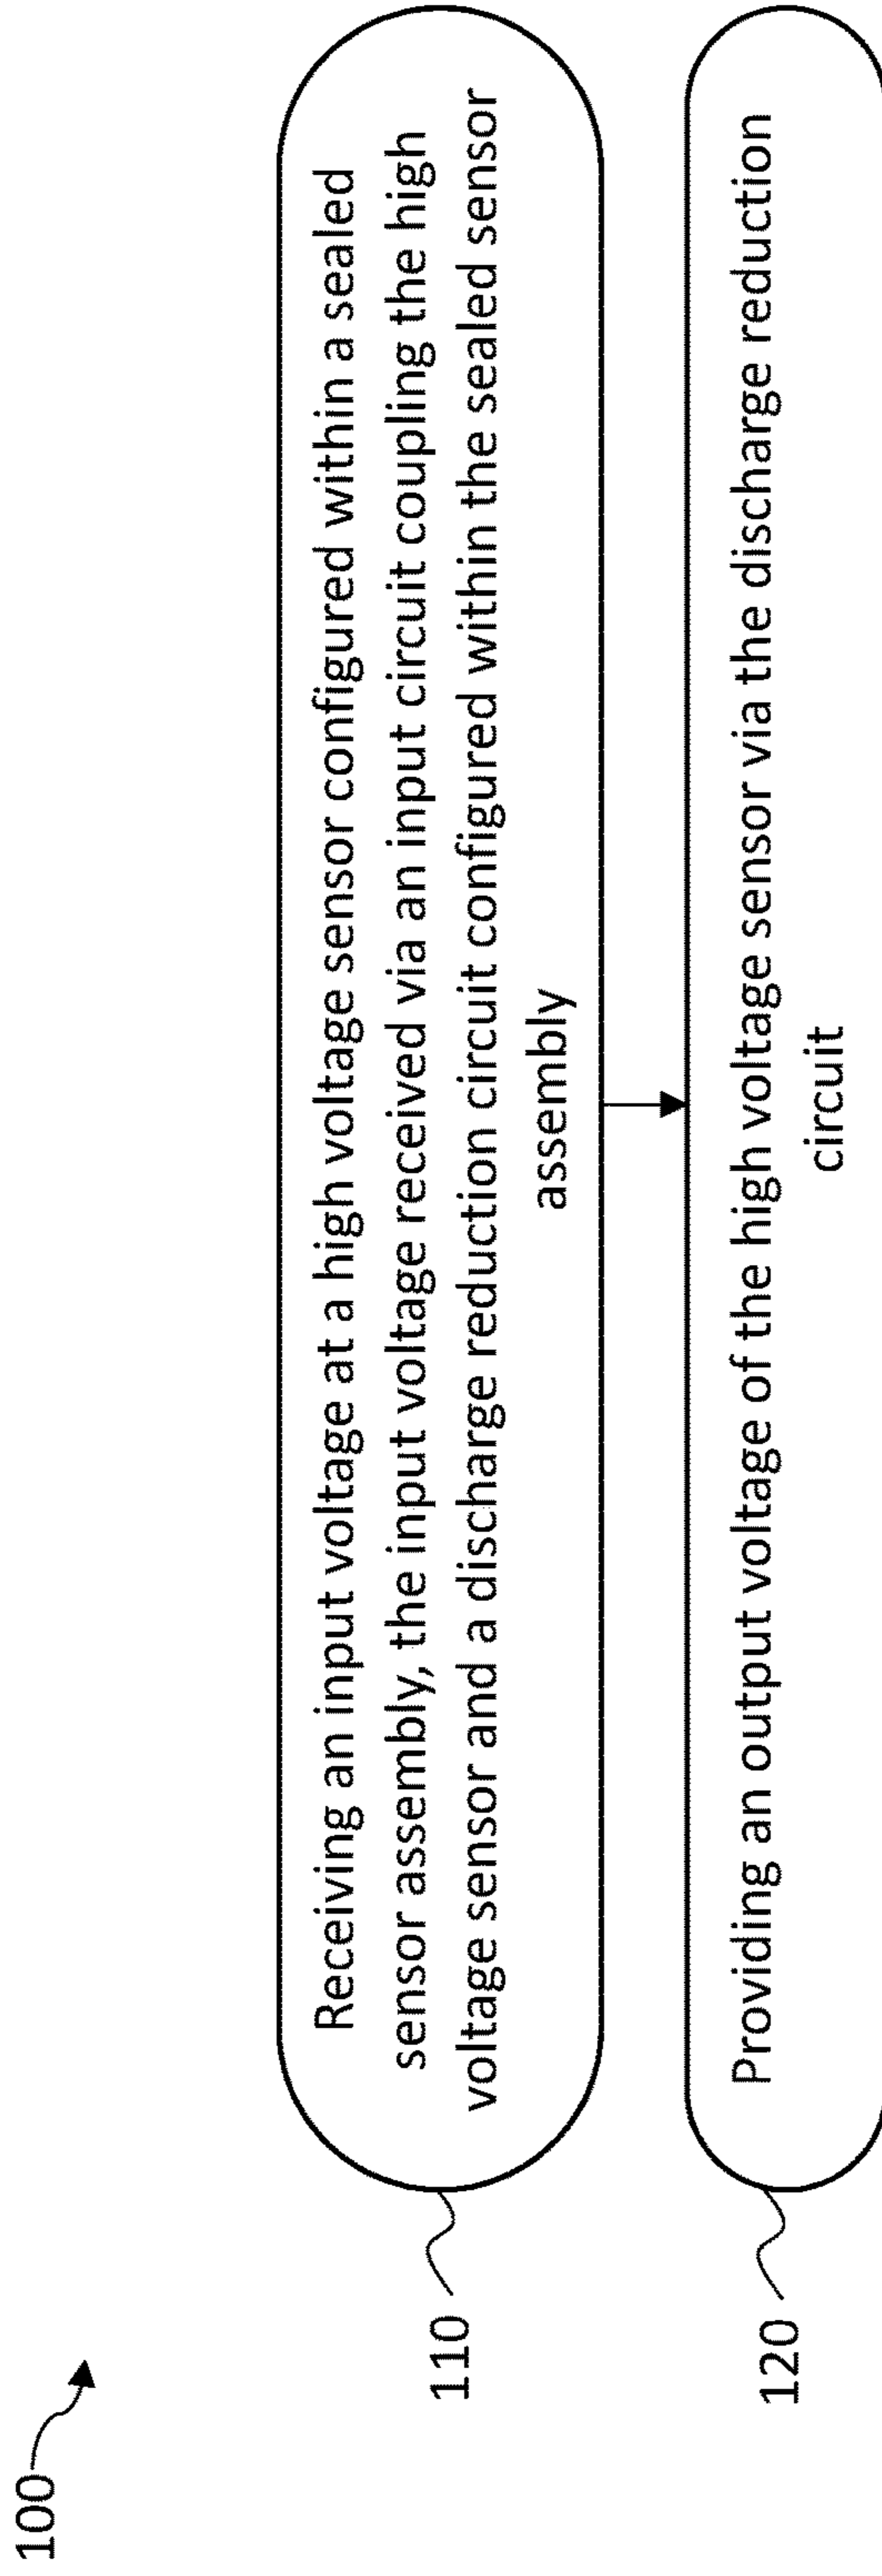 100
110
Receiving an input voltage at a high voltage sensor configured within a sealed
sensor assembly, the input voltage received via an input circuit coupling the high
voltage sensor and a discharge reduction circuit configured within the sealed sensor
assembly
120
Providing an output voltage of the high voltage sensor via the discharge reduction
circuit